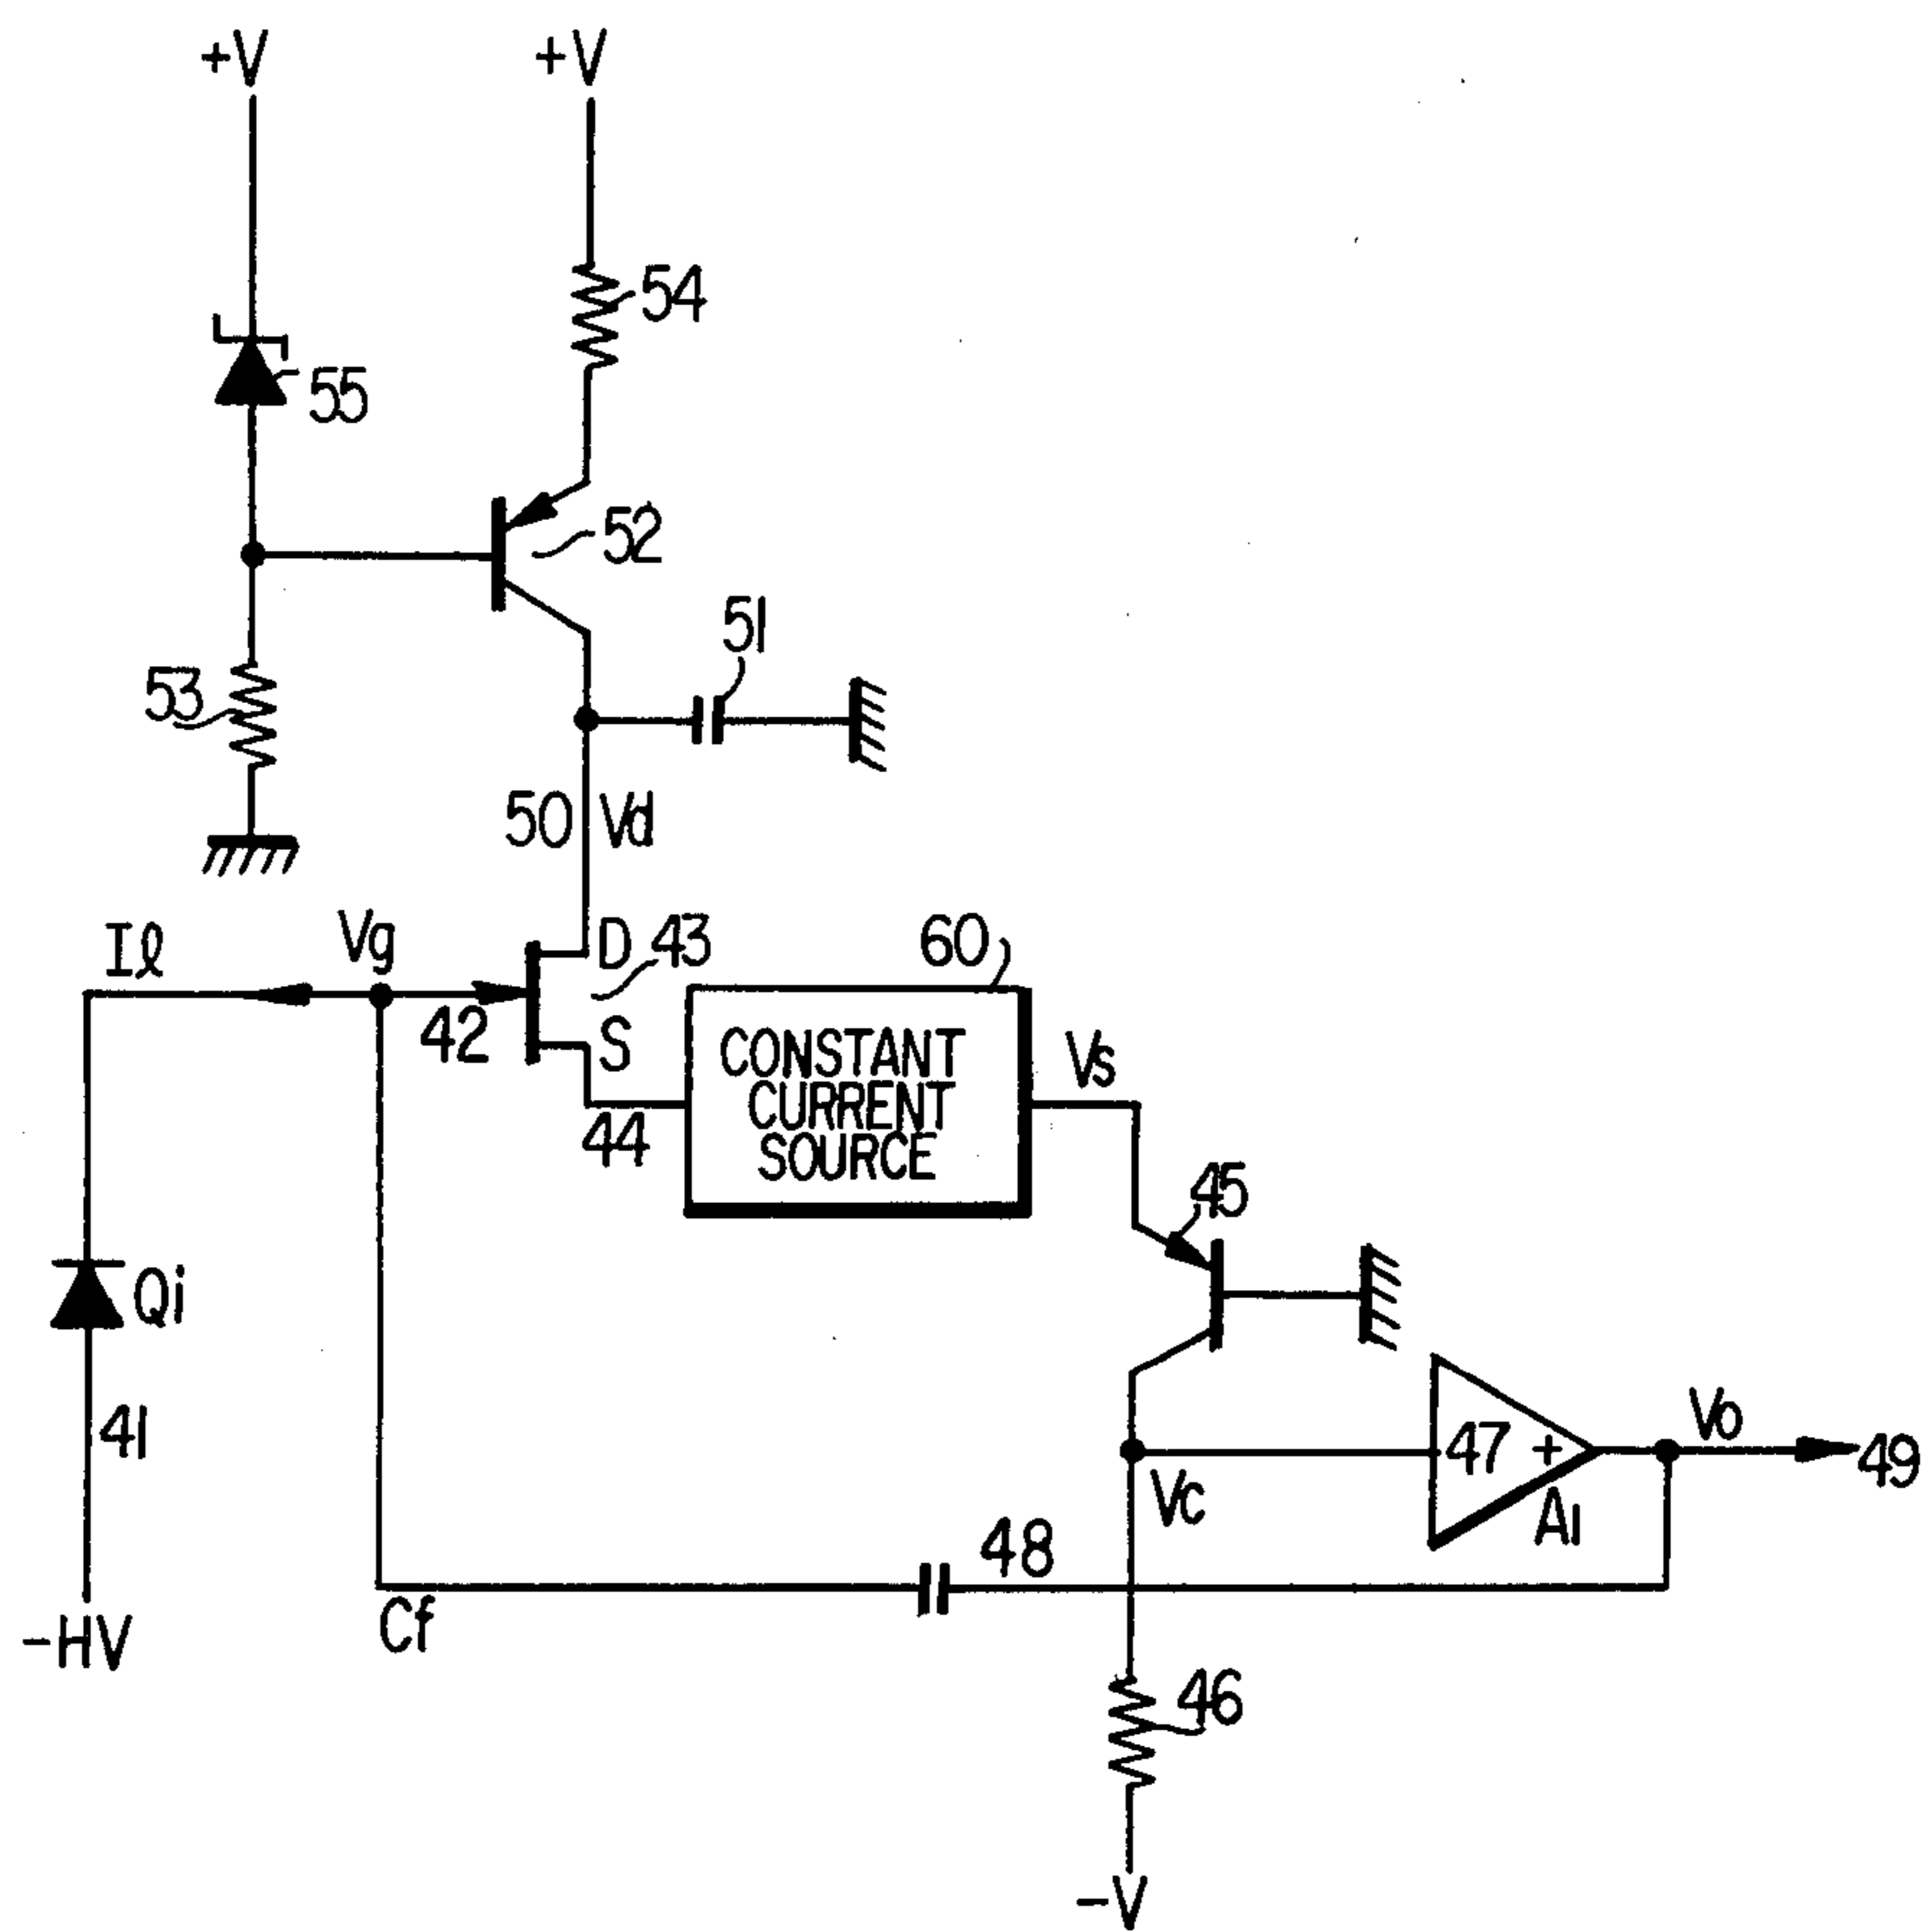 +V
+V
54
55
52
51
53
50
Vd
Iℓ
Vg
D
43
60
42
S
CONSTANT
CURRENT
SOURCE
Vs
44
45
Qi
41
47
+
Vo
49
Vc
A1
48
Cf
-HV
46
-V